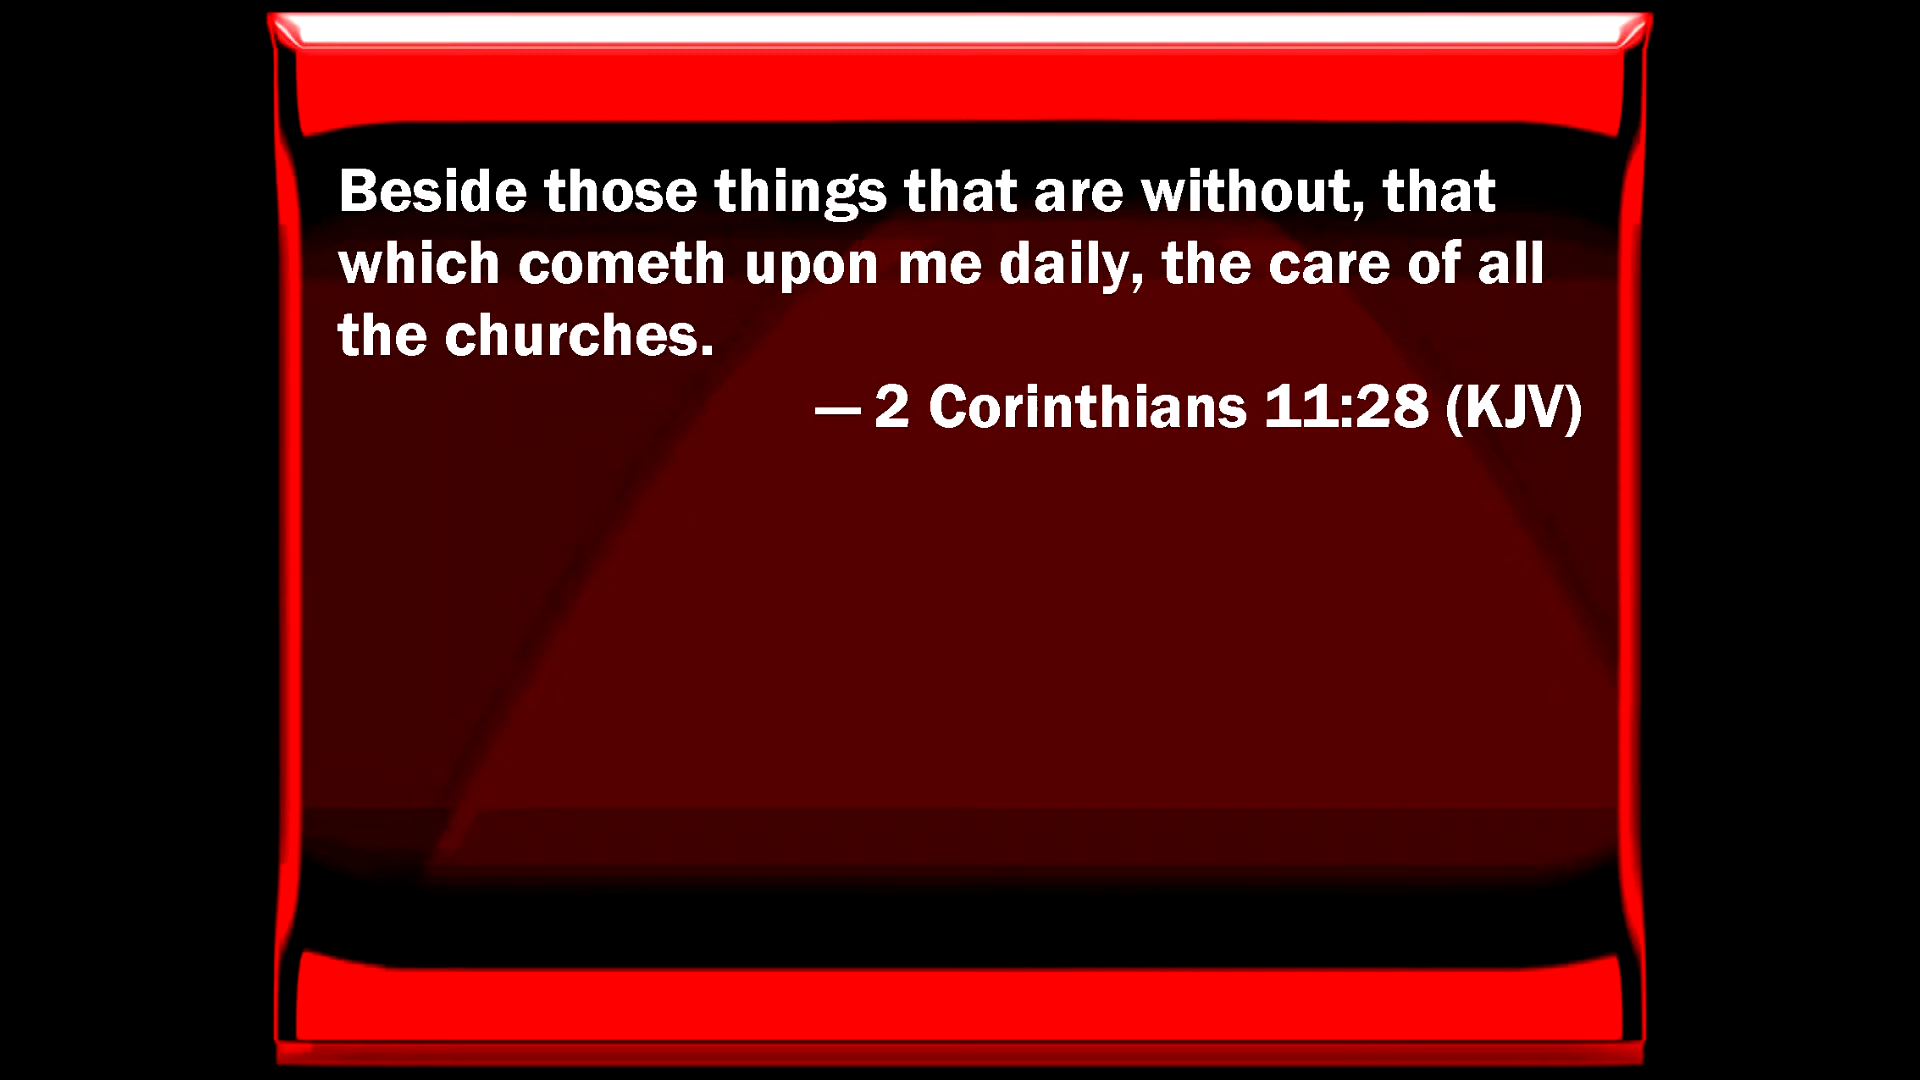 Beside those things that are without, that
which cometh upon me daily, the care of all
the churches.
— 2 Corinthians 11:28 (KJV)